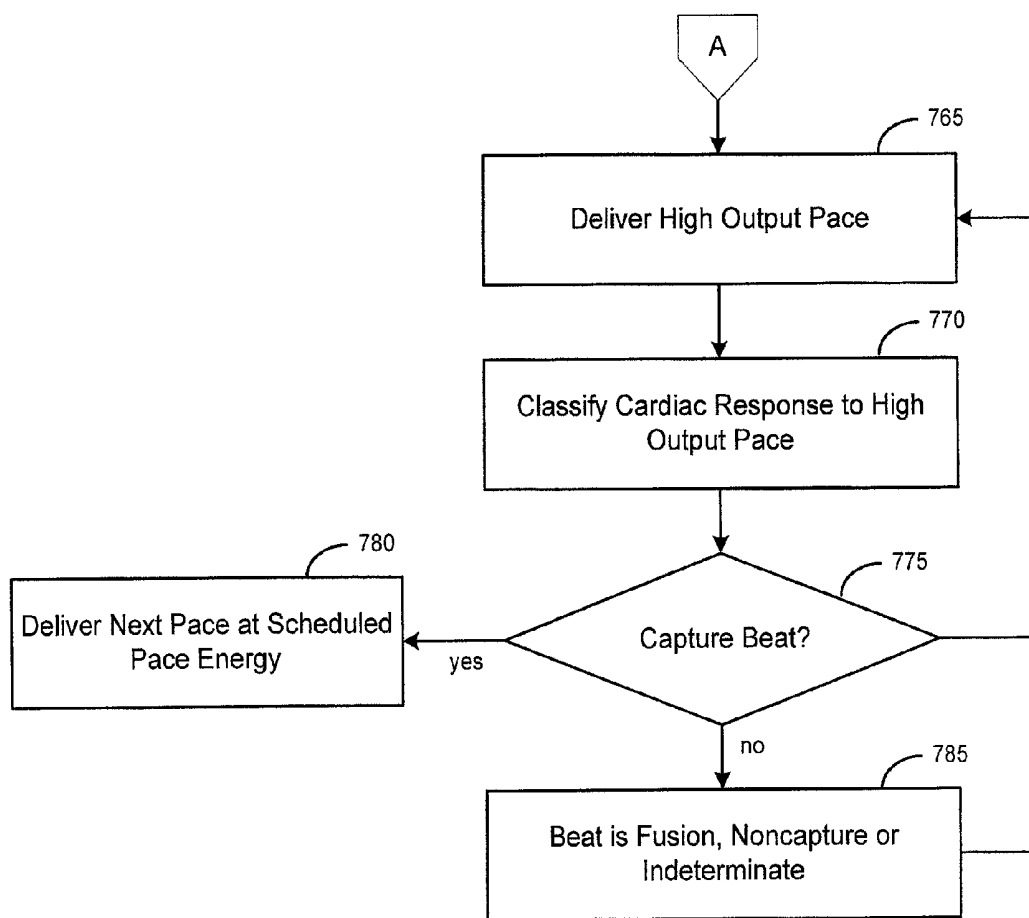 A
765
Deliver High Output Pace
770
Classify Cardiac Response to High
Output Pace
780
775
Deliver Next Pace at Scheduled
Pace Energy
yes
Capture Beat?
no
785
Beat is Fusion, Noncapture or
Indeterminate